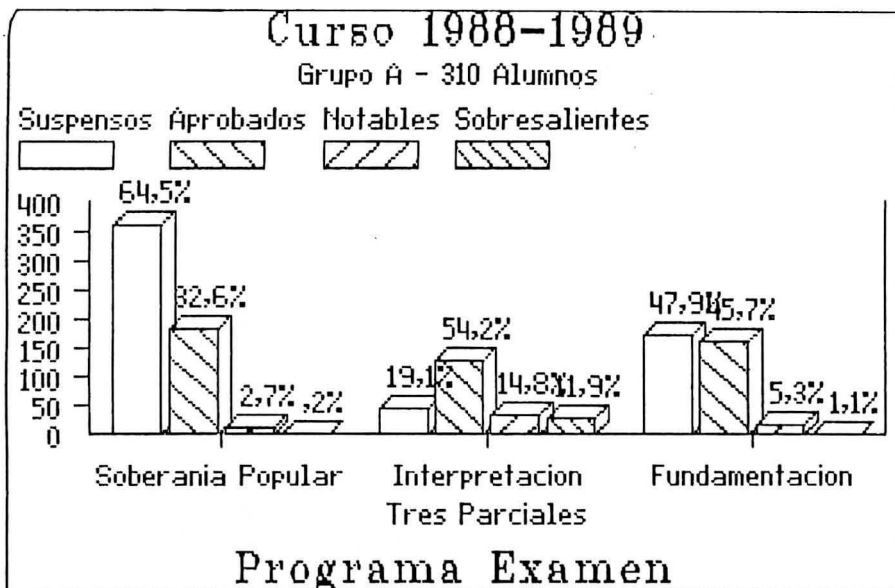 Curso 1988-1989
Grupo A - 310 Alumnos
Suspensos Aprobados Notables Sobresalientes
400
350
300
250
200
150
100
50
0
64,5% 32,6% 2,7% ,2%
19,1% 54,2% 14,8% 11,9%
47,9% 45,7% 5,3% 1,1%
Soberania Popular Interpretacion Fundamentacion
Tres Parciales
Programa Examen